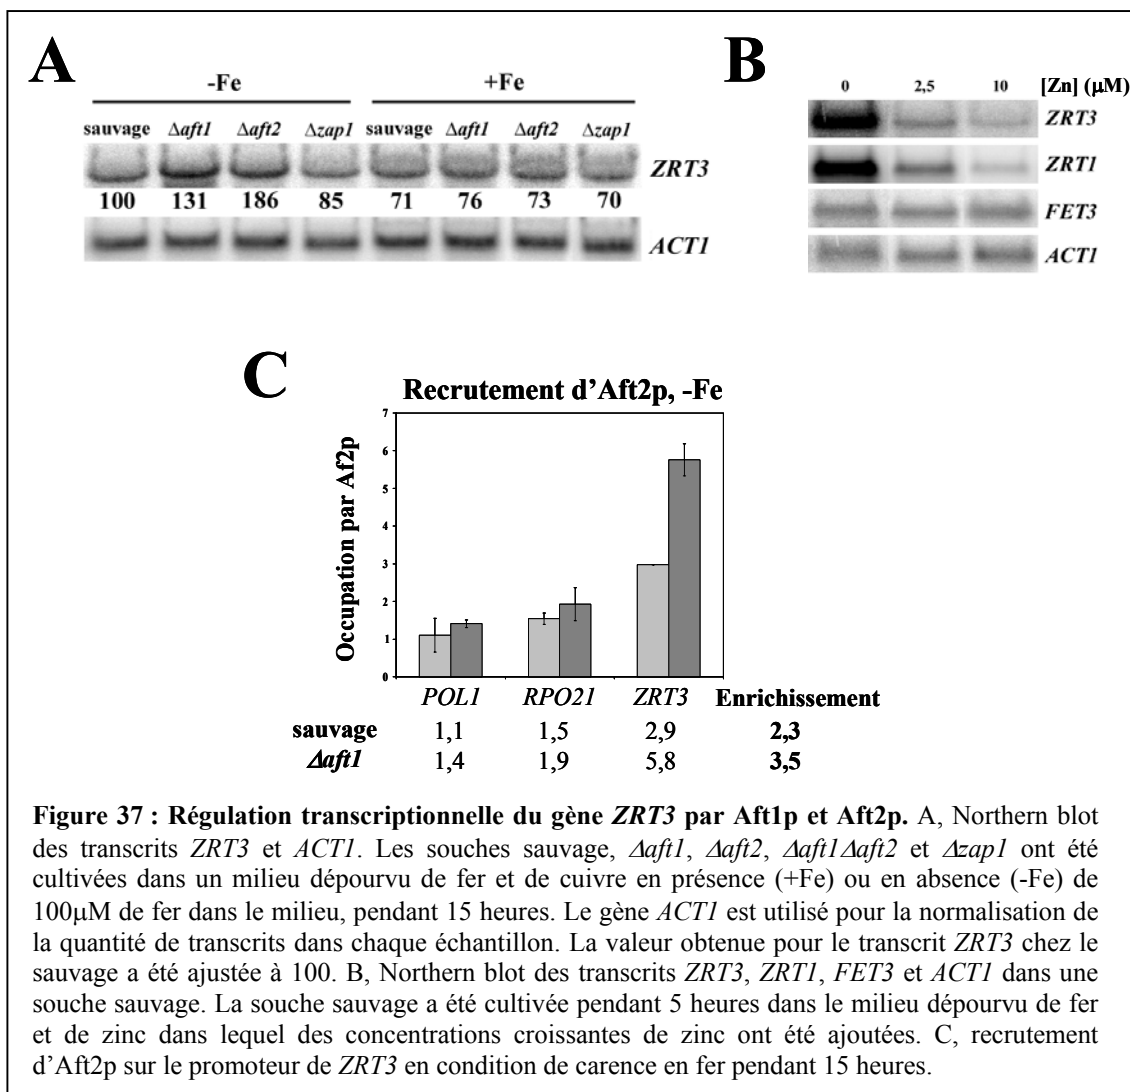 A
-Fe +Fe
sauvage Δaft1 Δaft2 Δzap1 sauvage Δaft1 Δaft2 Δzap1
ZRT3
100 131 186 85 71 76 73 70
ACT1
B
0 2,5 10 [Zn] (μM)
ZRT3
ZRT1
FET3
ACT1
C
Recrutement d'Aft2p, -Fe
Occupation par Af2p
7
6
5
4
3
2
1
0
POL1 RPO21 ZRT3 Enrichissement
sauvage 1,1 1,5 2,9 2,3
Δaft1 1,4 1,9 5,8 3,5
Figure 37 : Régulation transcriptionnelle du gène ZRT3 par Aft1p et Aft2p. A, Northern blot
des transcrits ZRT3 et ACT1. Les souches sauvage, Δaft1, Δaft2, Δaft1Δaft2 et Δzap1 ont été
cultivées dans un milieu dépourvu de fer et de cuivre en présence (+Fe) ou en absence (-Fe) de
100μM de fer dans le milieu, pendant 15 heures. Le gène ACT1 est utilisé pour la normalisation de
la quantité de transcrits dans chaque échantillon. La valeur obtenue pour le transcrit ZRT3 chez le
sauvage a été ajustée à 100. B, Northern blot des transcrits ZRT3, ZRT1, FET3 et ACT1 dans une
souche sauvage. La souche sauvage a été cultivée pendant 5 heures dans le milieu dépourvu de fer
et de zinc dans lequel des concentrations croissantes de zinc ont été ajoutées. C, recrutement
d'Aft2p sur le promoteur de ZRT3 en condition de carence en fer pendant 15 heures.